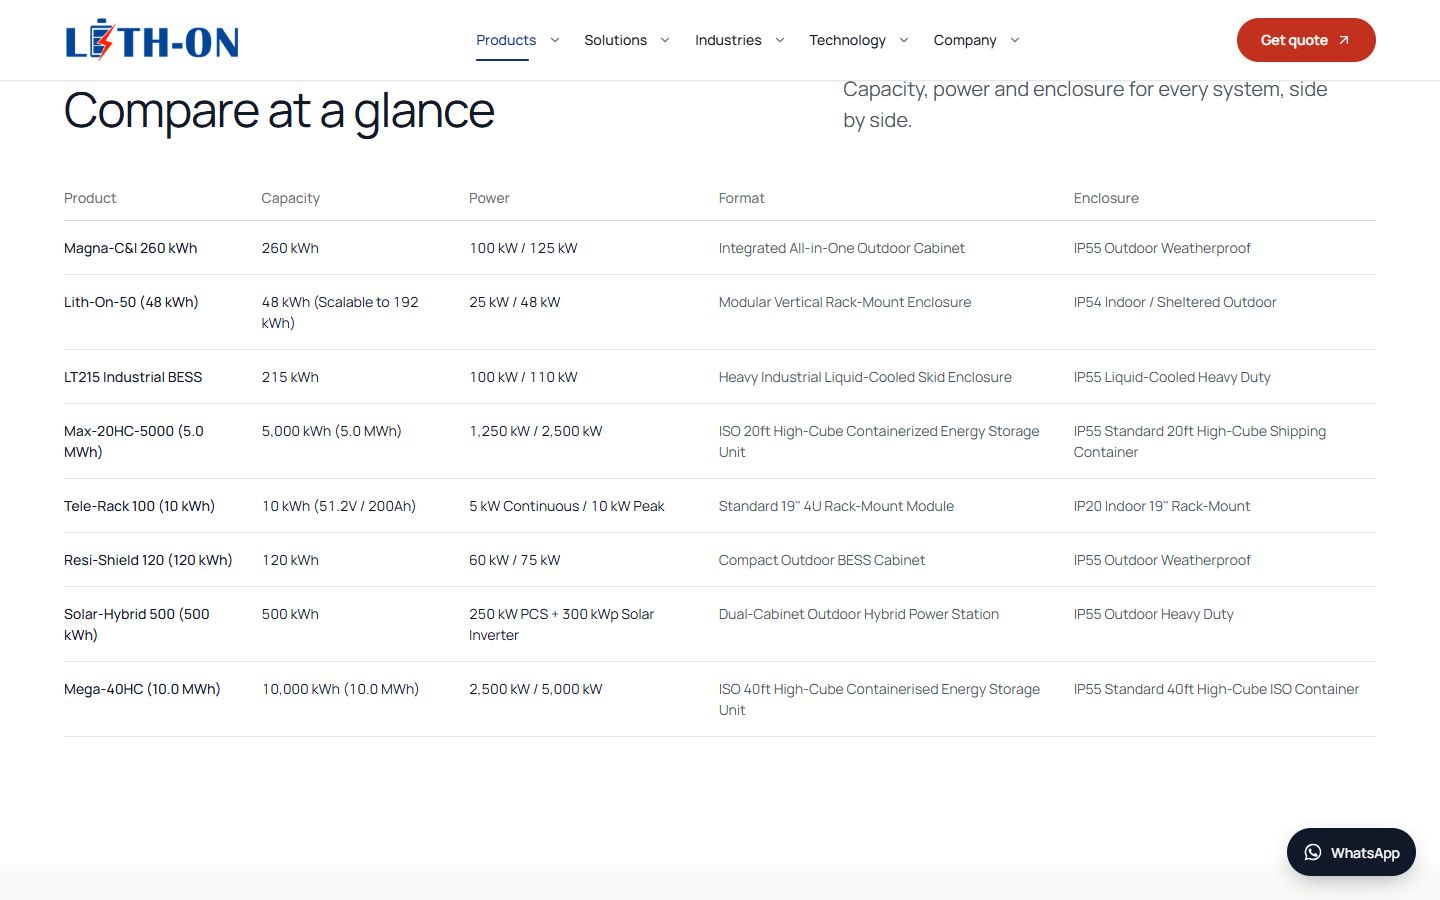 LITH-ON
Products
Solutions
Industries
Technology
Company
Get quote
Compare at a glance
Capacity, power and enclosure for every system, side
by side.
Product Capacity Power Format Enclosure
Magna-C&I 260 kWh 260 kWh 100 kW / 125 kW Integrated All-in-One Outdoor Cabinet IP55 Outdoor Weatherproof
Lith-On-50 (48 kWh) 48 kWh (Scalable to 192 25 kW / 48 kW Modular Vertical Rack-Mount Enclosure IP54 Indoor / Sheltered Outdoor
kWh)
LT215 Industrial BESS 215 kWh 100 kW / 110 kW Heavy Industrial Liquid-Cooled Skid Enclosure IP55 Liquid-Cooled Heavy Duty
Max-20HC-5000 (5.0 5,000 kWh (5.0 MWh) 1,250 kW / 2,500 kW ISO 20ft High-Cube Containerized Energy Storage IP55 Standard 20ft High-Cube Shipping
MWh) Unit Container
Tele-Rack 100 (10 kWh) 10 kWh (51.2V / 200Ah) 5 kW Continuous / 10 kW Peak Standard 19" 4U Rack-Mount Module IP20 Indoor 19" Rack-Mount
Resi-Shield 120 (120 kWh) 120 kWh 60 kW / 75 kW Compact Outdoor BESS Cabinet IP55 Outdoor Weatherproof
Solar-Hybrid 500 (500 500 kWh 250 kW PCS + 300 kWp Solar Dual-Cabinet Outdoor Hybrid Power Station IP55 Outdoor Heavy Duty
kWh) Inverter
Mega-40HC (10.0 MWh) 10,000 kWh (10.0 MWh) 2,500 kW / 5,000 kW ISO 40ft High-Cube Containerised Energy Storage IP55 Standard 40ft High-Cube ISO Container
Unit
WhatsApp